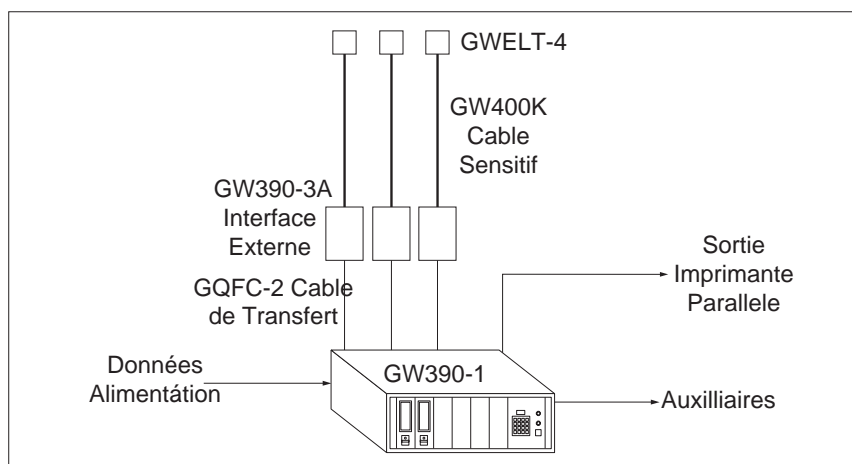 GWELT-4
GW400K
Cable
Sensitif
GW390-3A
Interface
Externe
GQFC-2 Cable
de Transfert
Sortie
Imprimante
Parallele
Données
Alimentátion
GW390-1
Auxilliaires